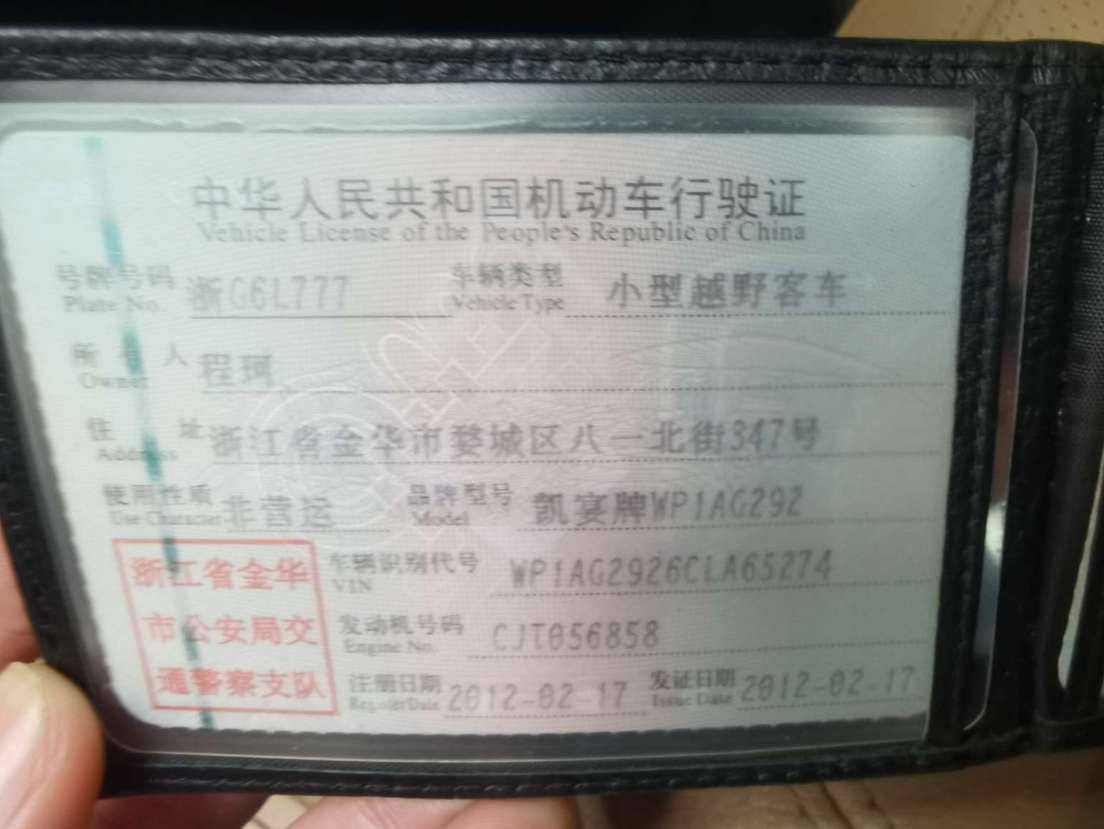 中华人民共和国机动车行驶证
Vehicle License of the People's Republic of China
号牌号码 浙G6L777 车辆类型 小型越野客车
Plate No. Vehicle Type
所有人 程珂
Owner
住址 浙江省金华市婺城区八一北街347号
Address
使用性质 非营运 品牌型号 凯宴牌WP1AG292
Use Character Model
浙江省金华
市公安局交
通警察支队
车辆识别代号 WP1AG2926CLA65274
VIN
发动机号码 CJT056858
Engine No.
注册日期 2012-02-17 发证日期 2012-02-17
Register Date Issue Date